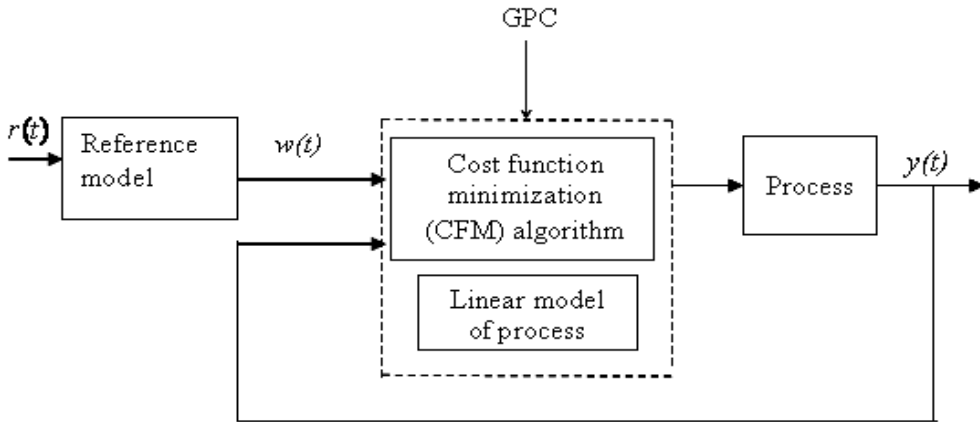 GPC
r(t)
Reference
model
w(t)
Cost function
minimization
(CFM) algorithm
Linear model
of process
Process
y(t)